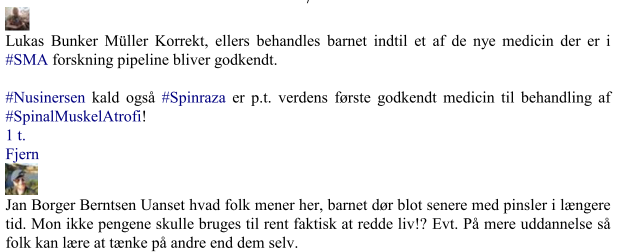 Lukas Bunker Müller Korrekt, ellers behandles barnet indtil et af de nye medicin der er i
#SMA forskning pipeline bliver godkendt.
#Nusinersen kald også #Spinraza er p.t. verdens første godkendt medicin til behandling af
#SpinalMuskelAtrofi!
1 t.
Fjern
Jan Borger Berntsen Uanset hvad folk mener her, barnet dør blot senere med pinsler i længere
tid. Mon ikke pengene skulle bruges til rent faktisk at redde liv!? Evt. På mere uddannelse så
folk kan lære at tænke på andre end dem selv.